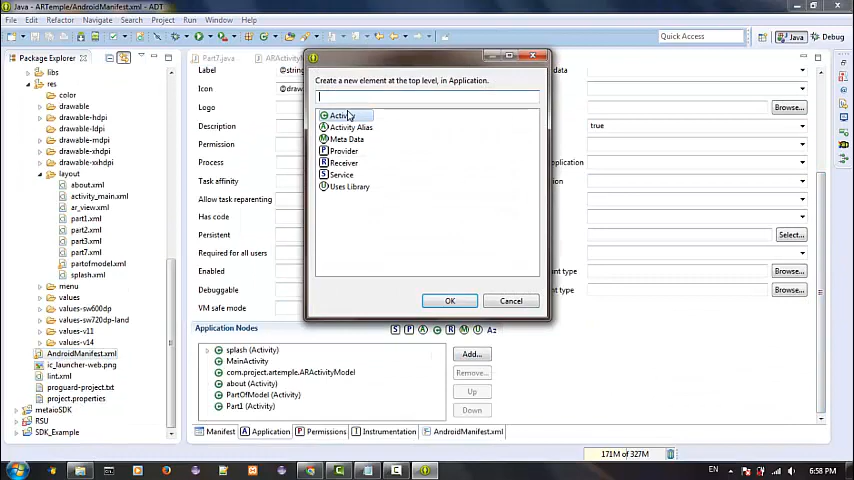 Java - ARTemple/AndroidManifest.xml - ADT
File Edit Refactor Navigate Search Project Run Window Help
Quick Access
Java
Debug
Package Explorer
libs
res
color
drawable
drawable-hdpi
drawable-ldpi
drawable-mdpi
drawable-xhdpi
drawable-xxhdpi
layout
about.xml
activity_main.xml
ar_view.xml
part1.xml
part2.xml
part3.xml
part7.xml
partofmodel.xml
splash.xml
menu
values
values-sw600dp
values-sw720dp-land
values-v11
values-v14
AndroidManifest.xml
ic_launcher-web.png
lint.xml
proguard-project.txt
project.properties
metaioSDK
RSU
SDK_Example
Part7.java
Label
Icon
Logo
Browse...
Description
true
Permission
Process
Task affinity
Allow task reparenting
Has code
Persistent
Select...
Required for all users
Enabled
Browse...
Debuggable
Browse...
VM safe mode
Create a new element at the top level, in Application.
Activity
Activity Alias
Meta Data
Provider
Receiver
Service
Uses Library
OK
Cancel
Application Nodes
S P A C R M U Az
splash (Activity)
MainActivity
com.project.artemple.ARActivityModel
about (Activity)
PartOfModel (Activity)
Part1 (Activity)
Add...
Remove...
Up
Down
Manifest
Application
Permissions
Instrumentation
AndroidManifest.xml
171M of 327M
EN
6:58 PM